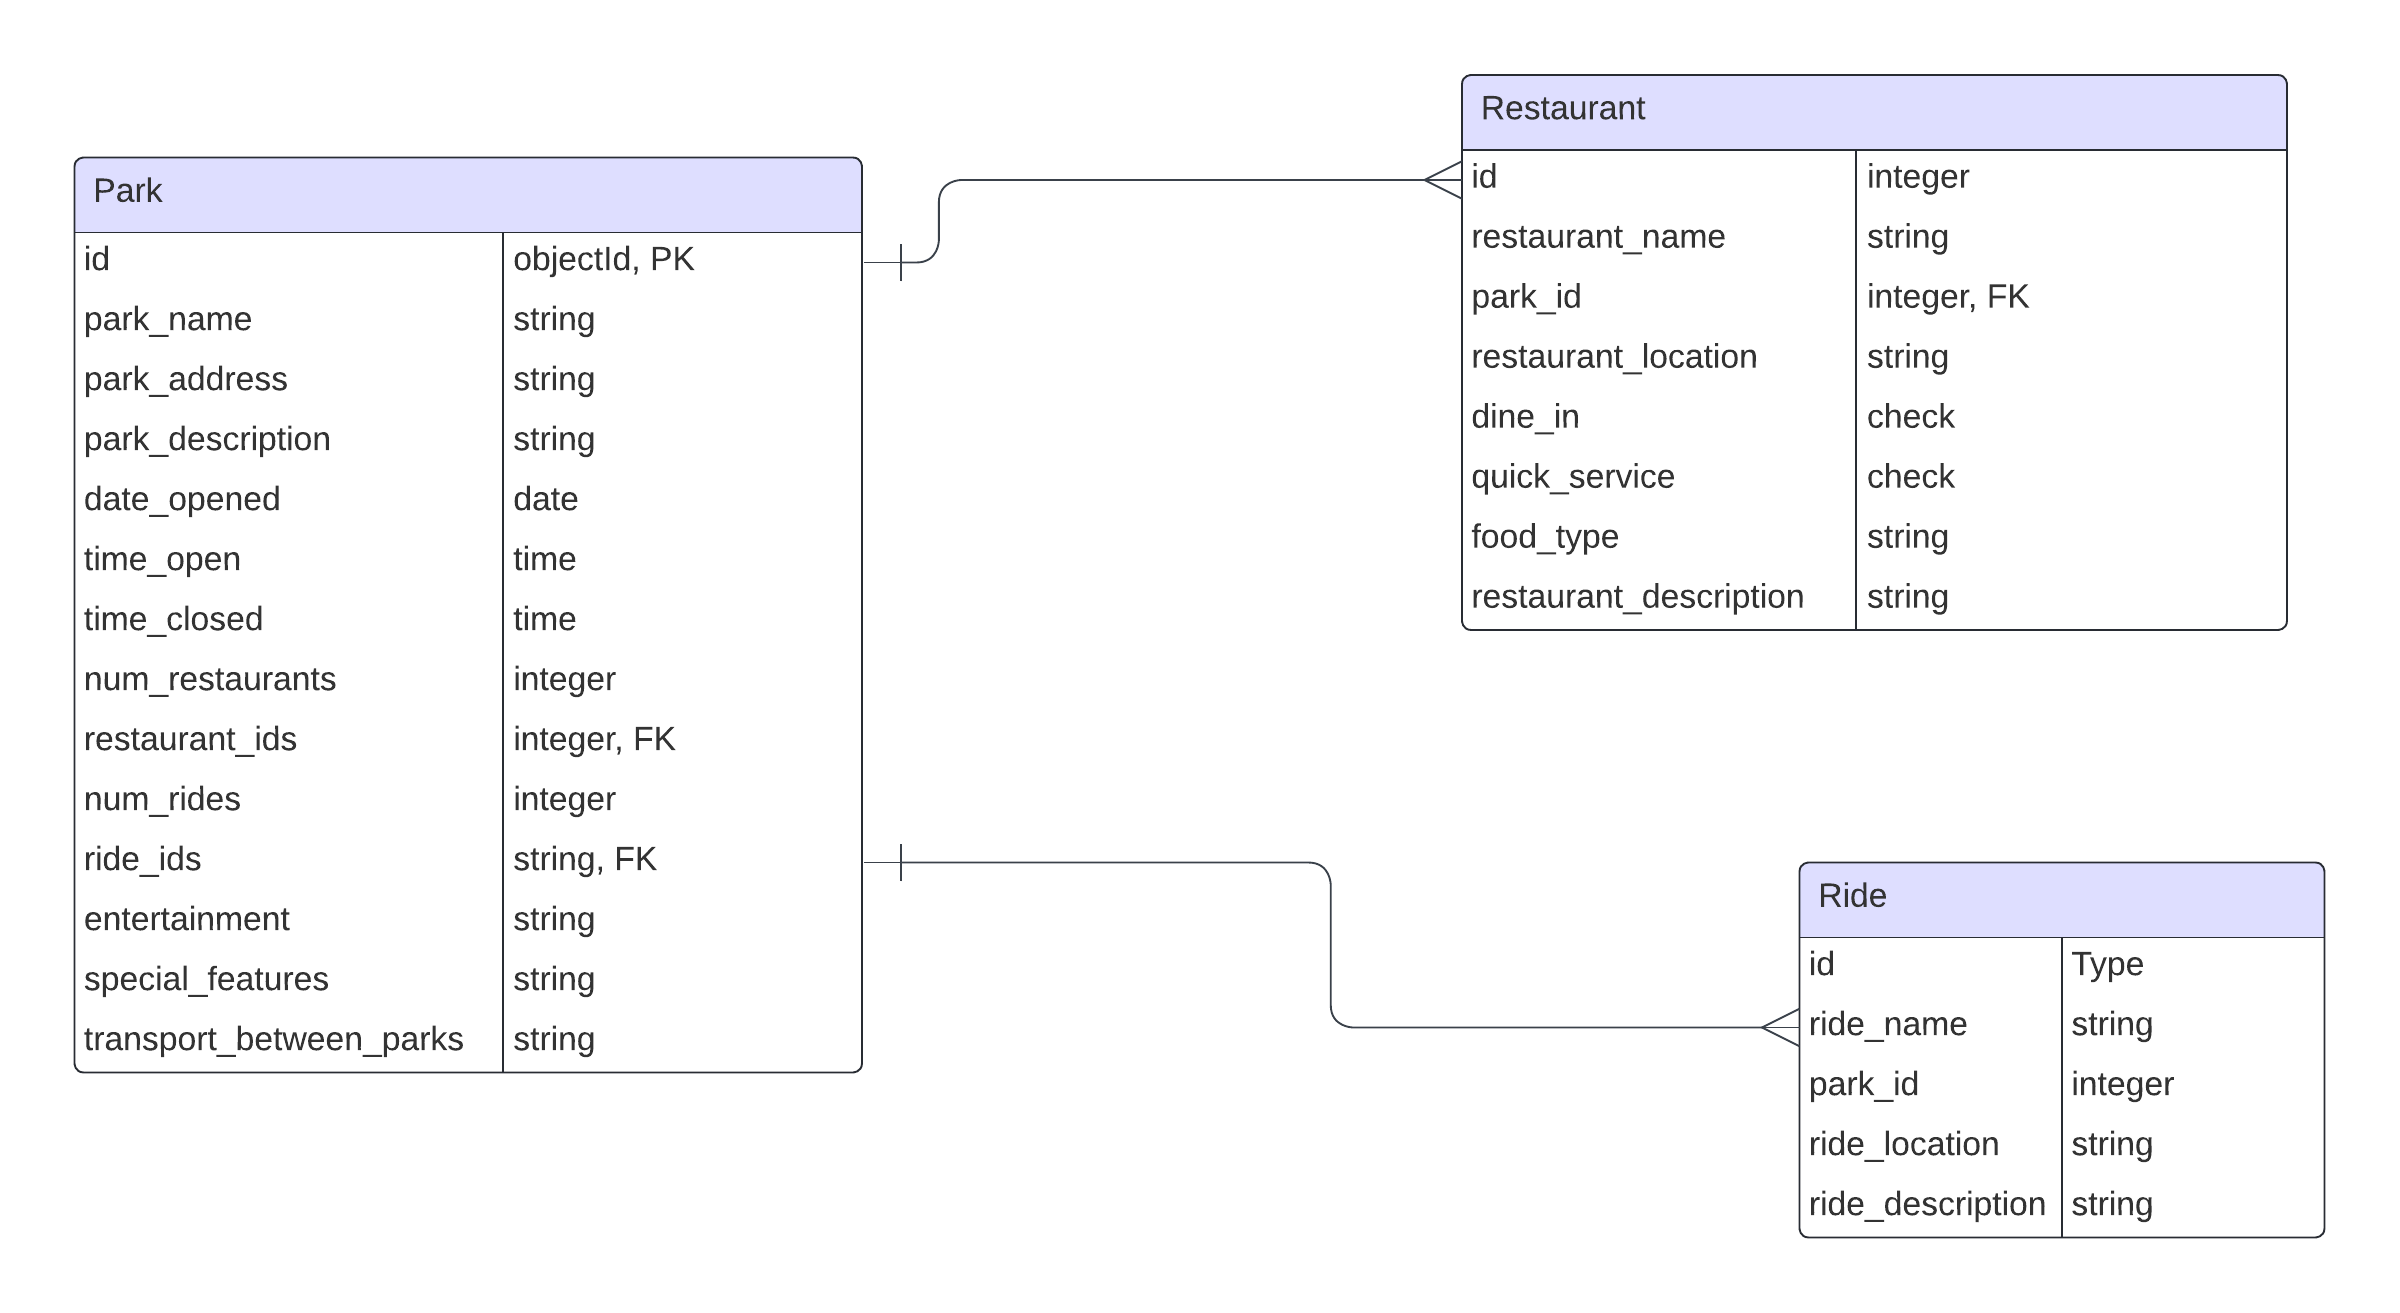 Park
id objectId, PK
park_name string
park_address string
park_description string
date_opened date
time_open time
time_closed time
num_restaurants integer
restaurant_ids integer, FK
num_rides integer
ride_ids string, FK
entertainment string
special_features string
transport_between_parks string
Restaurant
id integer
restaurant_name string
park_id integer, FK
restaurant_location string
dine_in check
quick_service check
food_type string
restaurant_description string
Ride
id Type
ride_name string
park_id integer
ride_location string
ride_description string